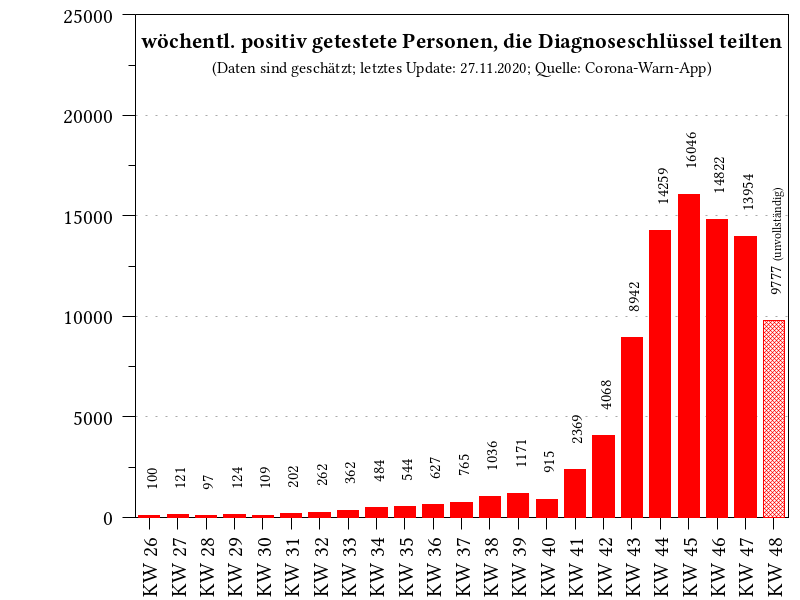 wöchentl. positiv getestete Personen, die Diagnoseschlüssel teilten
(Daten sind geschätzt; letztes Update: 27.11.2020; Quelle: Corona-Warn-App)
25000
20000
15000
10000
5000
0
100
121
97
124
109
202
262
362
484
544
627
765
1036
1171
915
2369
4068
8942
14259
16046
14822
13954
9777 (unvollständig)
KW 26
KW 27
KW 28
KW 29
KW 30
KW 31
KW 32
KW 33
KW 34
KW 35
KW 36
KW 37
KW 38
KW 39
KW 40
KW 41
KW 42
KW 43
KW 44
KW 45
KW 46
KW 47
KW 48